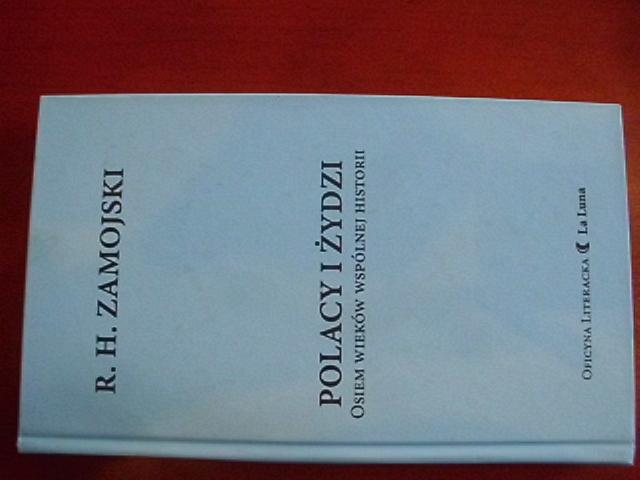 R. H. ZAMOJSKI
POLACY I ŻYDZI
OSIEM WIEKÓW WSPÓLNEJ HISTORII
OFICYNA LITERACKA La Luna